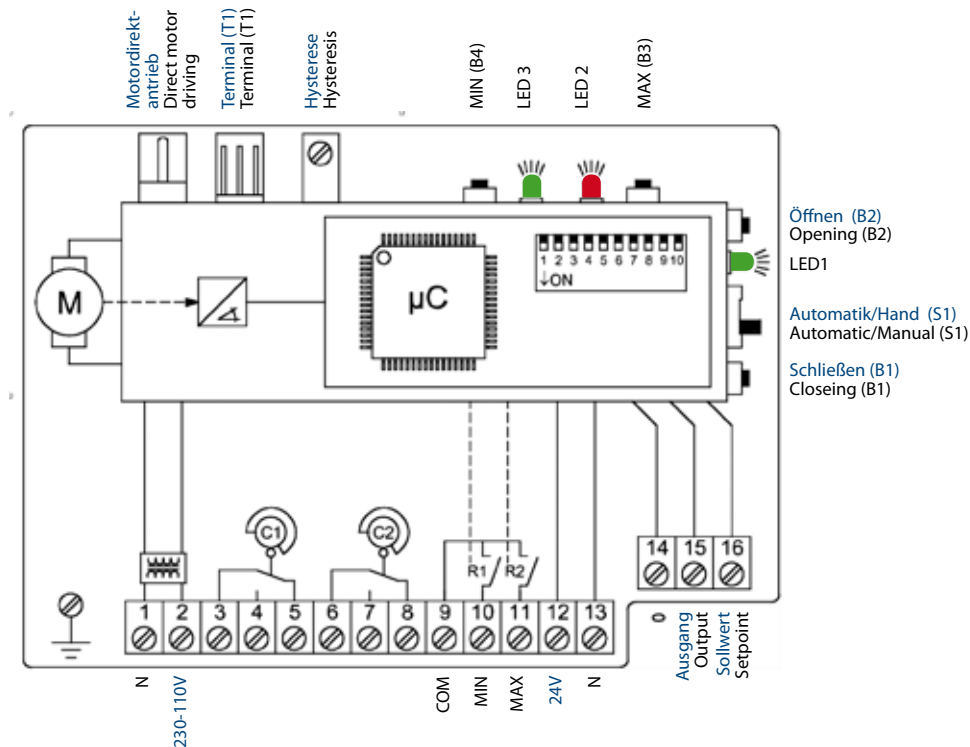 Motordirekt-
antrieb
Direct motor
driving
Terminal (T1)
Terminal (T1)
Hysterese
Hysteresis
MIN (B4)
LED 3
LED 2
MAX (B3)
Öffnen (B2)
Opening (B2)
LED1
Automatik/Hand (S1)
Automatic/Manual (S1)
Schließen (B1)
Closeing (B1)
M
µC
1 2 3 4 5 6 7 8 9 10
↓ON
C1
C2
R1
R2
14 15 16
1 2 3 4 5 6 7 8 9 10 11 12 13
0
Ausgang
Output
Sollwert
Setpoint
N
230-110V
COM
MIN
MAX
24V
N